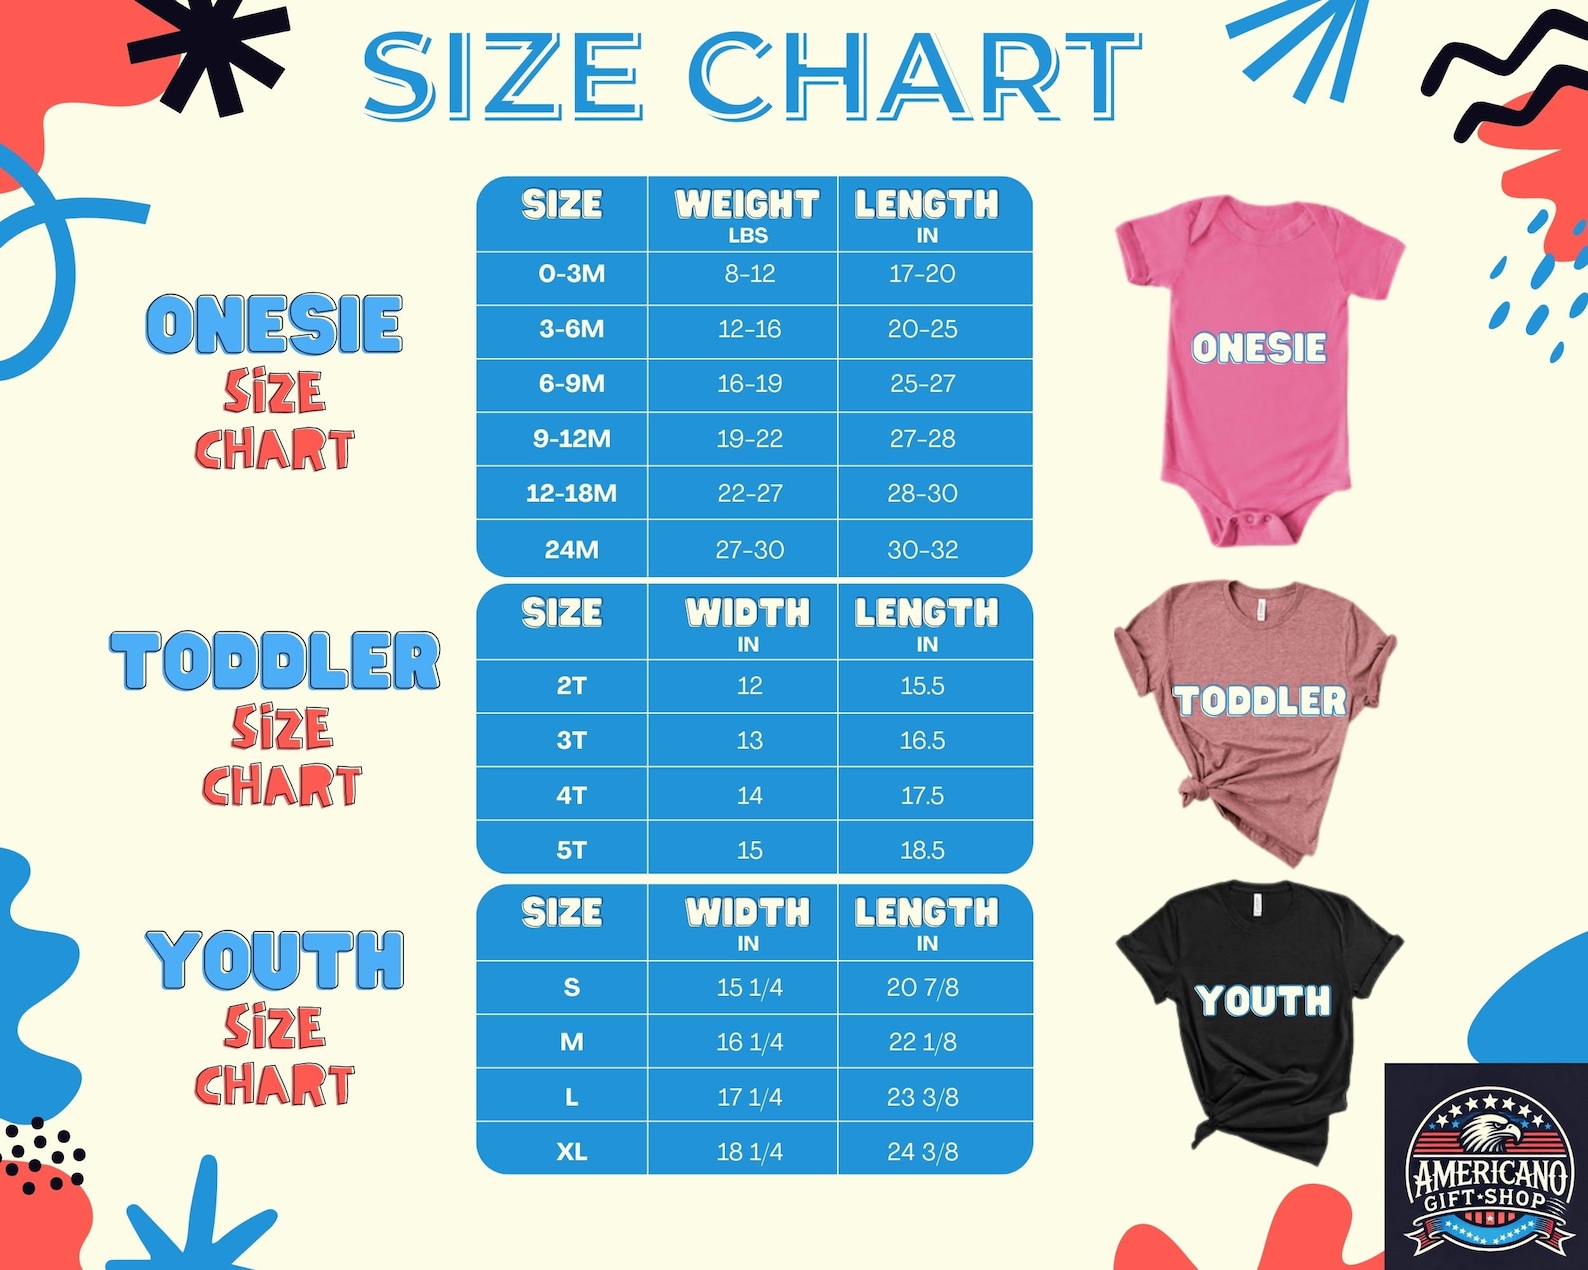 SIZE CHART
ONESIE
SIZE
CHART
SIZE WEIGHT LENGTH
LBS IN
0-3M 8-12 17-20
3-6M 12-16 20-25
6-9M 16-19 25-27
9-12M 19-22 27-28
12-18M 22-27 28-30
24M 27-30 30-32
ONESIE
TODDLER
SIZE
CHART
SIZE WIDTH LENGTH
IN IN
2T 12 15.5
3T 13 16.5
4T 14 17.5
5T 15 18.5
TODDLER
YOUTH
SIZE
CHART
SIZE WIDTH LENGTH
IN IN
S 15 1/4 20 7/8
M 16 1/4 22 1/8
L 17 1/4 23 3/8
XL 18 1/4 24 3/8
YOUTH
AMERICANO
GIFT★SHOP